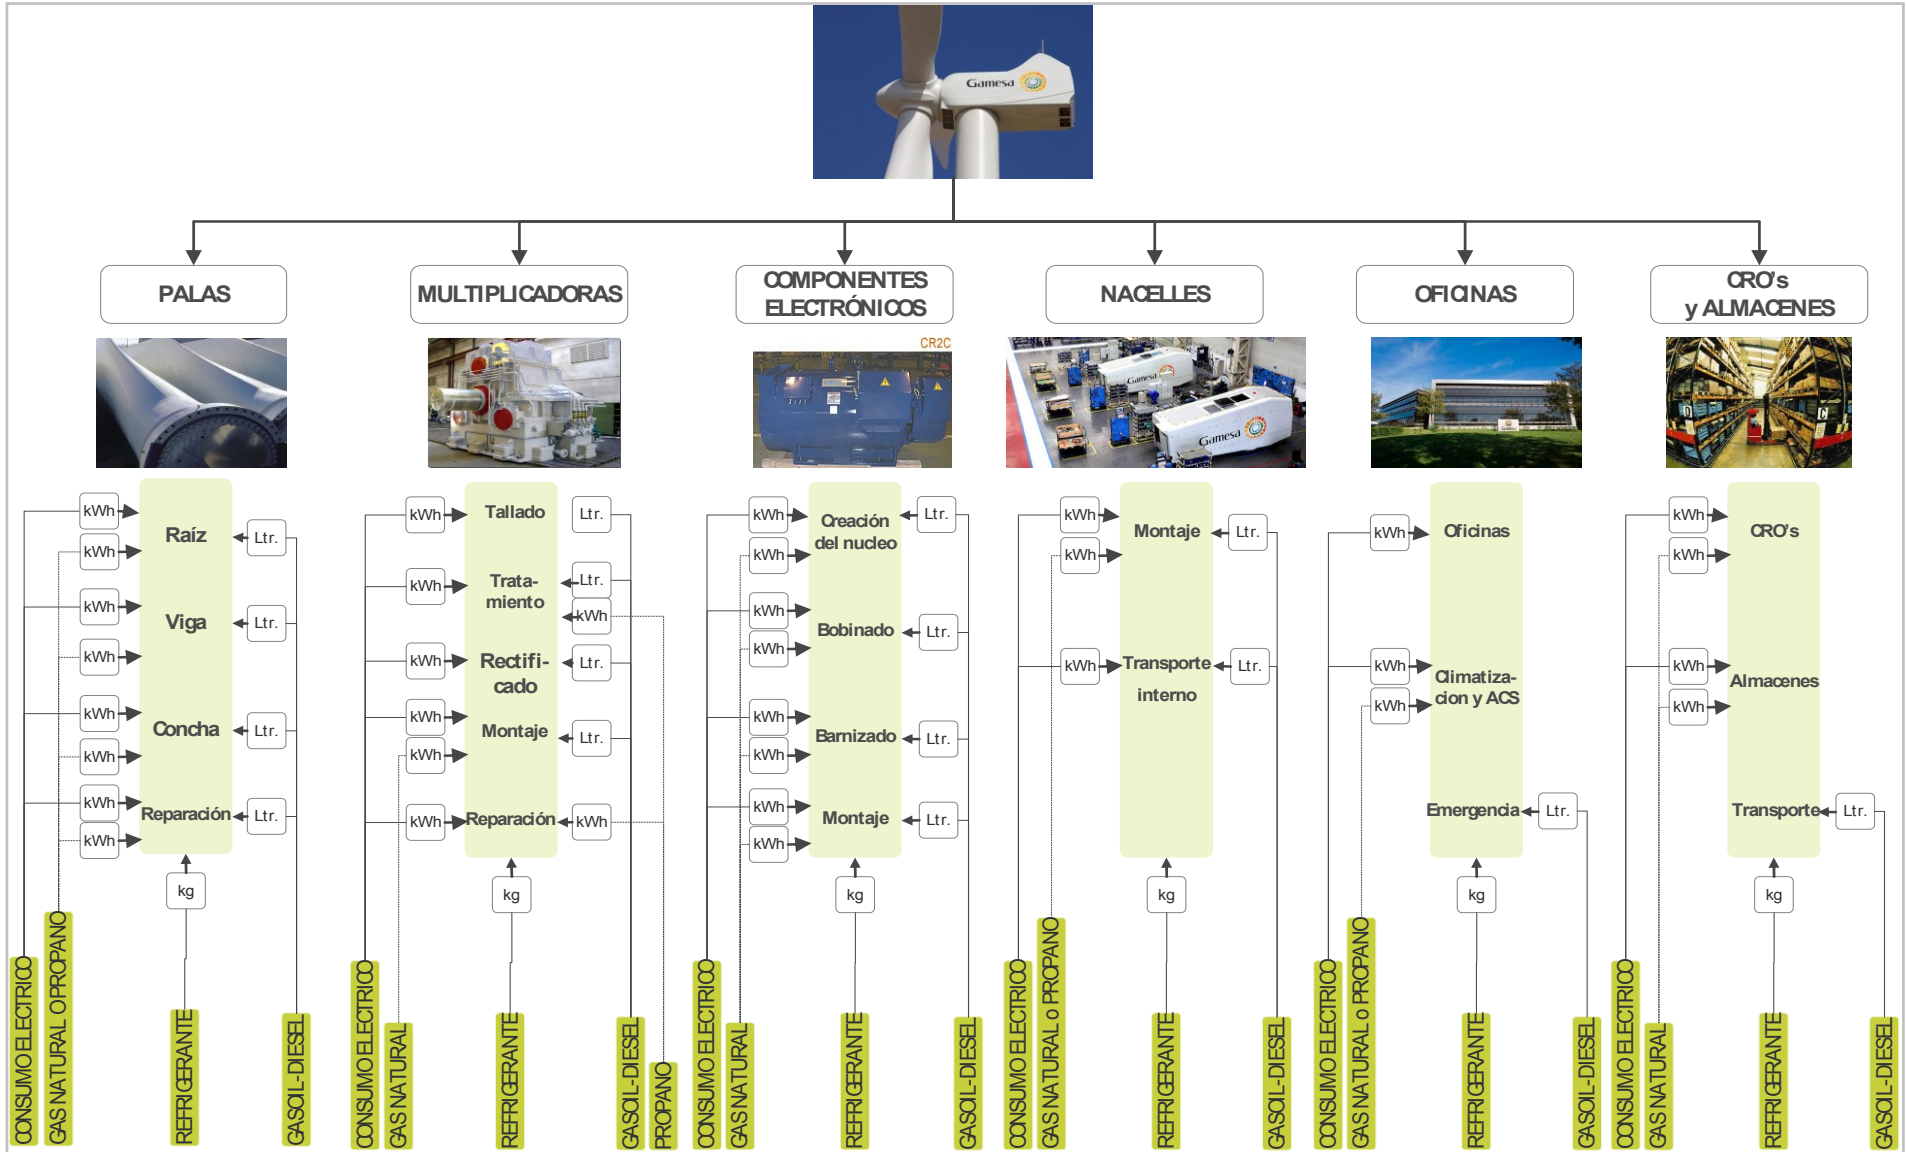 Gamesa
PALAS
MULTIPLICADORAS
COMPONENTES
ELECTRÓNICOS
NACELLES
OFICINAS
CRO's
y ALMACENES
CR2C
Gamesa
Gamesa
D
C
kWh
kWh
Raíz
Ltr.
kWh
Viga
Ltr.
kWh
kWh
Concha
Ltr.
kWh
kWh
Reparación
Ltr.
kWh
kg
CONSUMO ELECTRICO
GAS NATURAL O PROPANO
REFRIGERANTE
GASOIL-DIESEL
kWh
Tallado
Ltr.
kWh
Trata-
miento
Ltr.
kWh
kWh
Rectifi-
cado
Ltr.
kWh
Montaje
Ltr.
kWh
kWh
Reparación
kWh
kg
CONSUMO ELECTRICO
GAS NATURAL
REFRIGERANTE
GASOIL-DIESEL
PROPANO
kWh
Creación
del nucleo
Ltr.
kWh
kWh
Bobinado
Ltr.
kWh
kWh
Barnizado
Ltr.
kWh
kWh
Montaje
Ltr.
kWh
kg
CONSUMO ELECTRICO
GAS NATURAL
REFRIGERANTE
GASOIL-DIESEL
kWh
Montaje
Ltr.
kWh
kWh
Transporte
interno
Ltr.
kg
CONSUMO ELECTRICO
GAS NATURAL o PROPANO
REFRIGERANTE
GASOIL-DIESEL
kWh
Oficinas
kWh
Climatiza-
cion y ACS
kWh
Emergencia
Ltr.
kg
CONSUMO ELECTRICO
GAS NATURAL o PROPANO
REFRIGERANTE
GASOIL-DIESEL
kWh
CRO's
kWh
kWh
Almacenes
kWh
Transporte
Ltr.
kg
CONSUMO ELECTRICO
GAS NATURAL
REFRIGERANTE
GASOIL-DIESEL